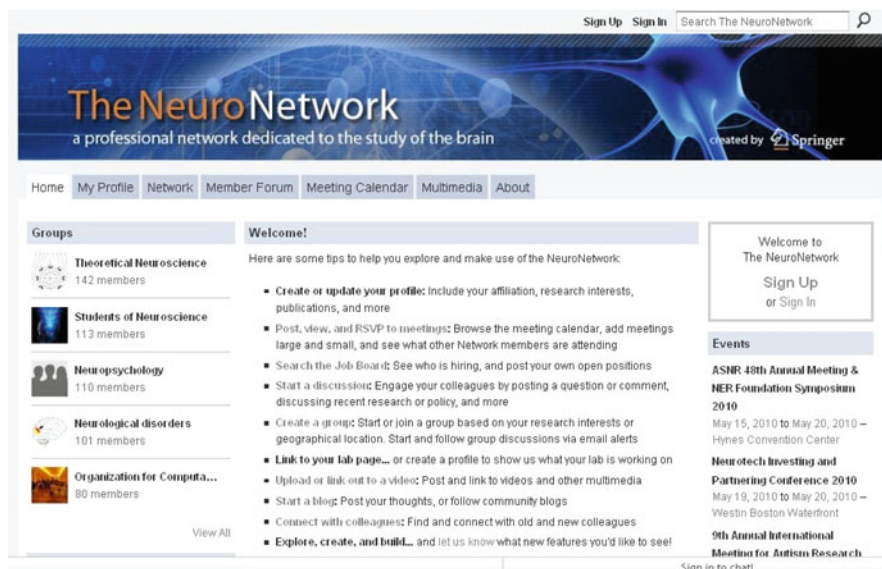 Sign Up Sign In Search The NeuroNetwork
The NeuroNetwork
a professional network dedicated to the study of the brain
created by Springer
Home My Profile Network Member Forum Meeting Calendar Multimedia About
Groups
Theoretical Neuroscience
142 members
Students of Neuroscience
113 members
Neuropsychology
110 members
Neurological disorders
101 members
Organization for Computa...
80 members
View All
Welcome!
Here are some tips to help you explore and make use of the NeuroNetwork:
▪ Create or update your profile: Include your affiliation, research interests,
publications, and more
▪ Post, view, and RSVP to meetings: Browse the meeting calendar, add meetings
large and small, and see what other Network members are attending
▪ Search the Job Board: See who is hiring, and post your own open positions
▪ Start a discussion: Engage your colleagues by posting a question or comment,
discussing recent research or policy, and more
▪ Create a group: Start or join a group based on your research interests or
geographical location. Start and follow group discussions via email alerts
▪ Link to your lab page... or create a profile to show us what your lab is working on
▪ Upload or link out to a video: Post and link to videos and other multimedia
▪ Start a blog: Post your thoughts, or follow community blogs
▪ Connect with colleagues: Find and connect with old and new colleagues
▪ Explore, create, and build... and let us know what new features you'd like to see!
Welcome to
The NeuroNetwork
Sign Up
or Sign In
Events
ASNR 48th Annual Meeting &
NER Foundation Symposium
2010
May 15, 2010 to May 20, 2010 –
Hynes Convention Center
Neurotech Investing and
Partnering Conference 2010
May 19, 2010 to May 20, 2010 –
Westin Boston Waterfront
9th Annual International
Meeting for Autism Research
Sign in to chat!